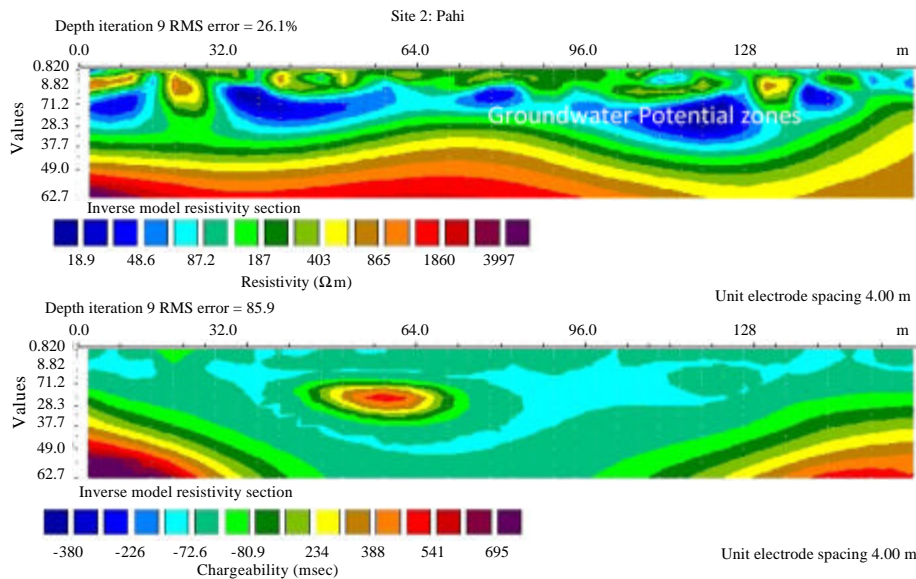 Site 2: Pahi
Depth iteration 9 RMS error = 26.1%
0.0 32.0 64.0 96.0 128 m
Values
0.820
8.82
71.2
28.3
37.7
49.0
62.7
Groundwater Potential zones
Inverse model resistivity section
18.9 48.6 87.2 187 403 865 1860 3997
Resistivity (Ωm)
Unit electrode spacing 4.00 m
Depth iteration 9 RMS error = 85.9
0.0 32.0 64.0 96.0 128 m
Values
0.820
8.82
71.2
28.3
37.7
49.0
62.7
Inverse model resistivity section
-380 -226 -72.6 -80.9 234 388 541 695
Chargeability (msec)
Unit electrode spacing 4.00 m